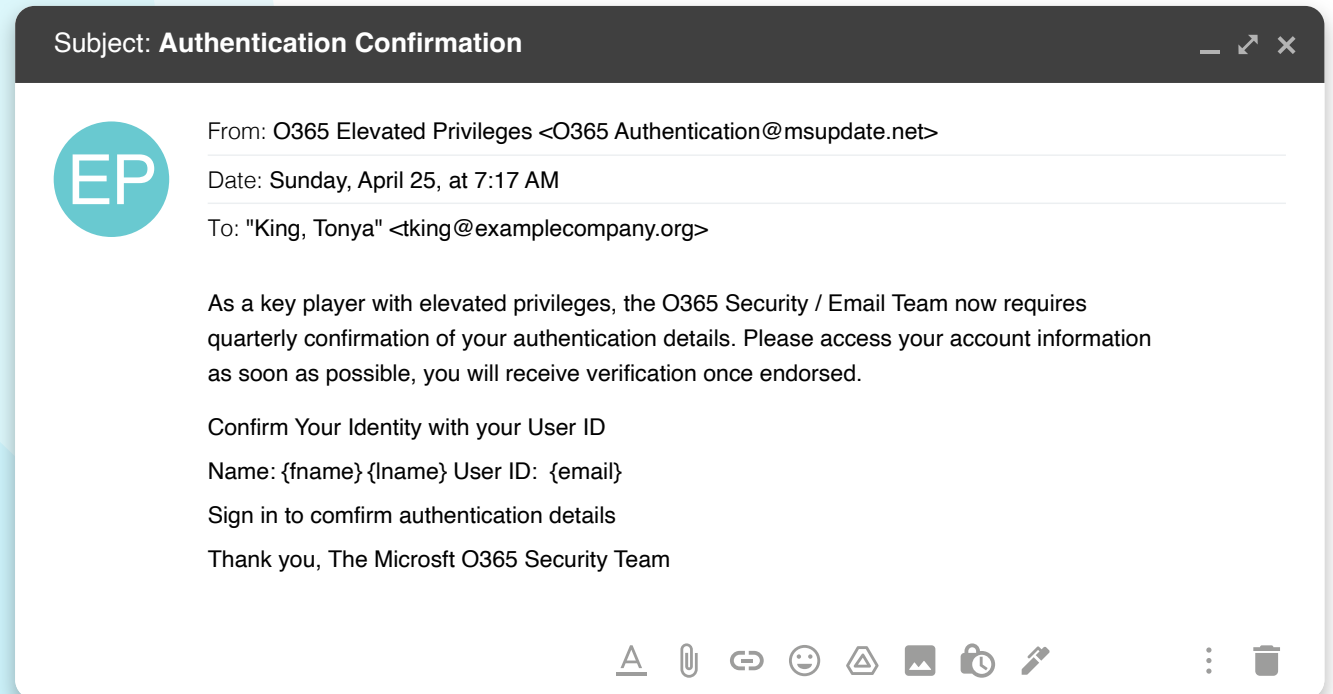 Subject: Authentication Confirmation
EP
From: O365 Elevated Privileges <O365 Authentication@msupdate.net>
Date: Sunday, April 25, at 7:17 AM
To: "King, Tonya" <tking@examplecompany.org>
As a key player with elevated privileges, the O365 Security / Email Team now requires
quarterly confirmation of your authentication details. Please access your account information
as soon as possible, you will receive verification once endorsed.
Confirm Your Identity with your User ID
Name: {fname} {lname} User ID:  {email}
Sign in to comfirm authentication details
Thank you, The Microsft O365 Security Team
A